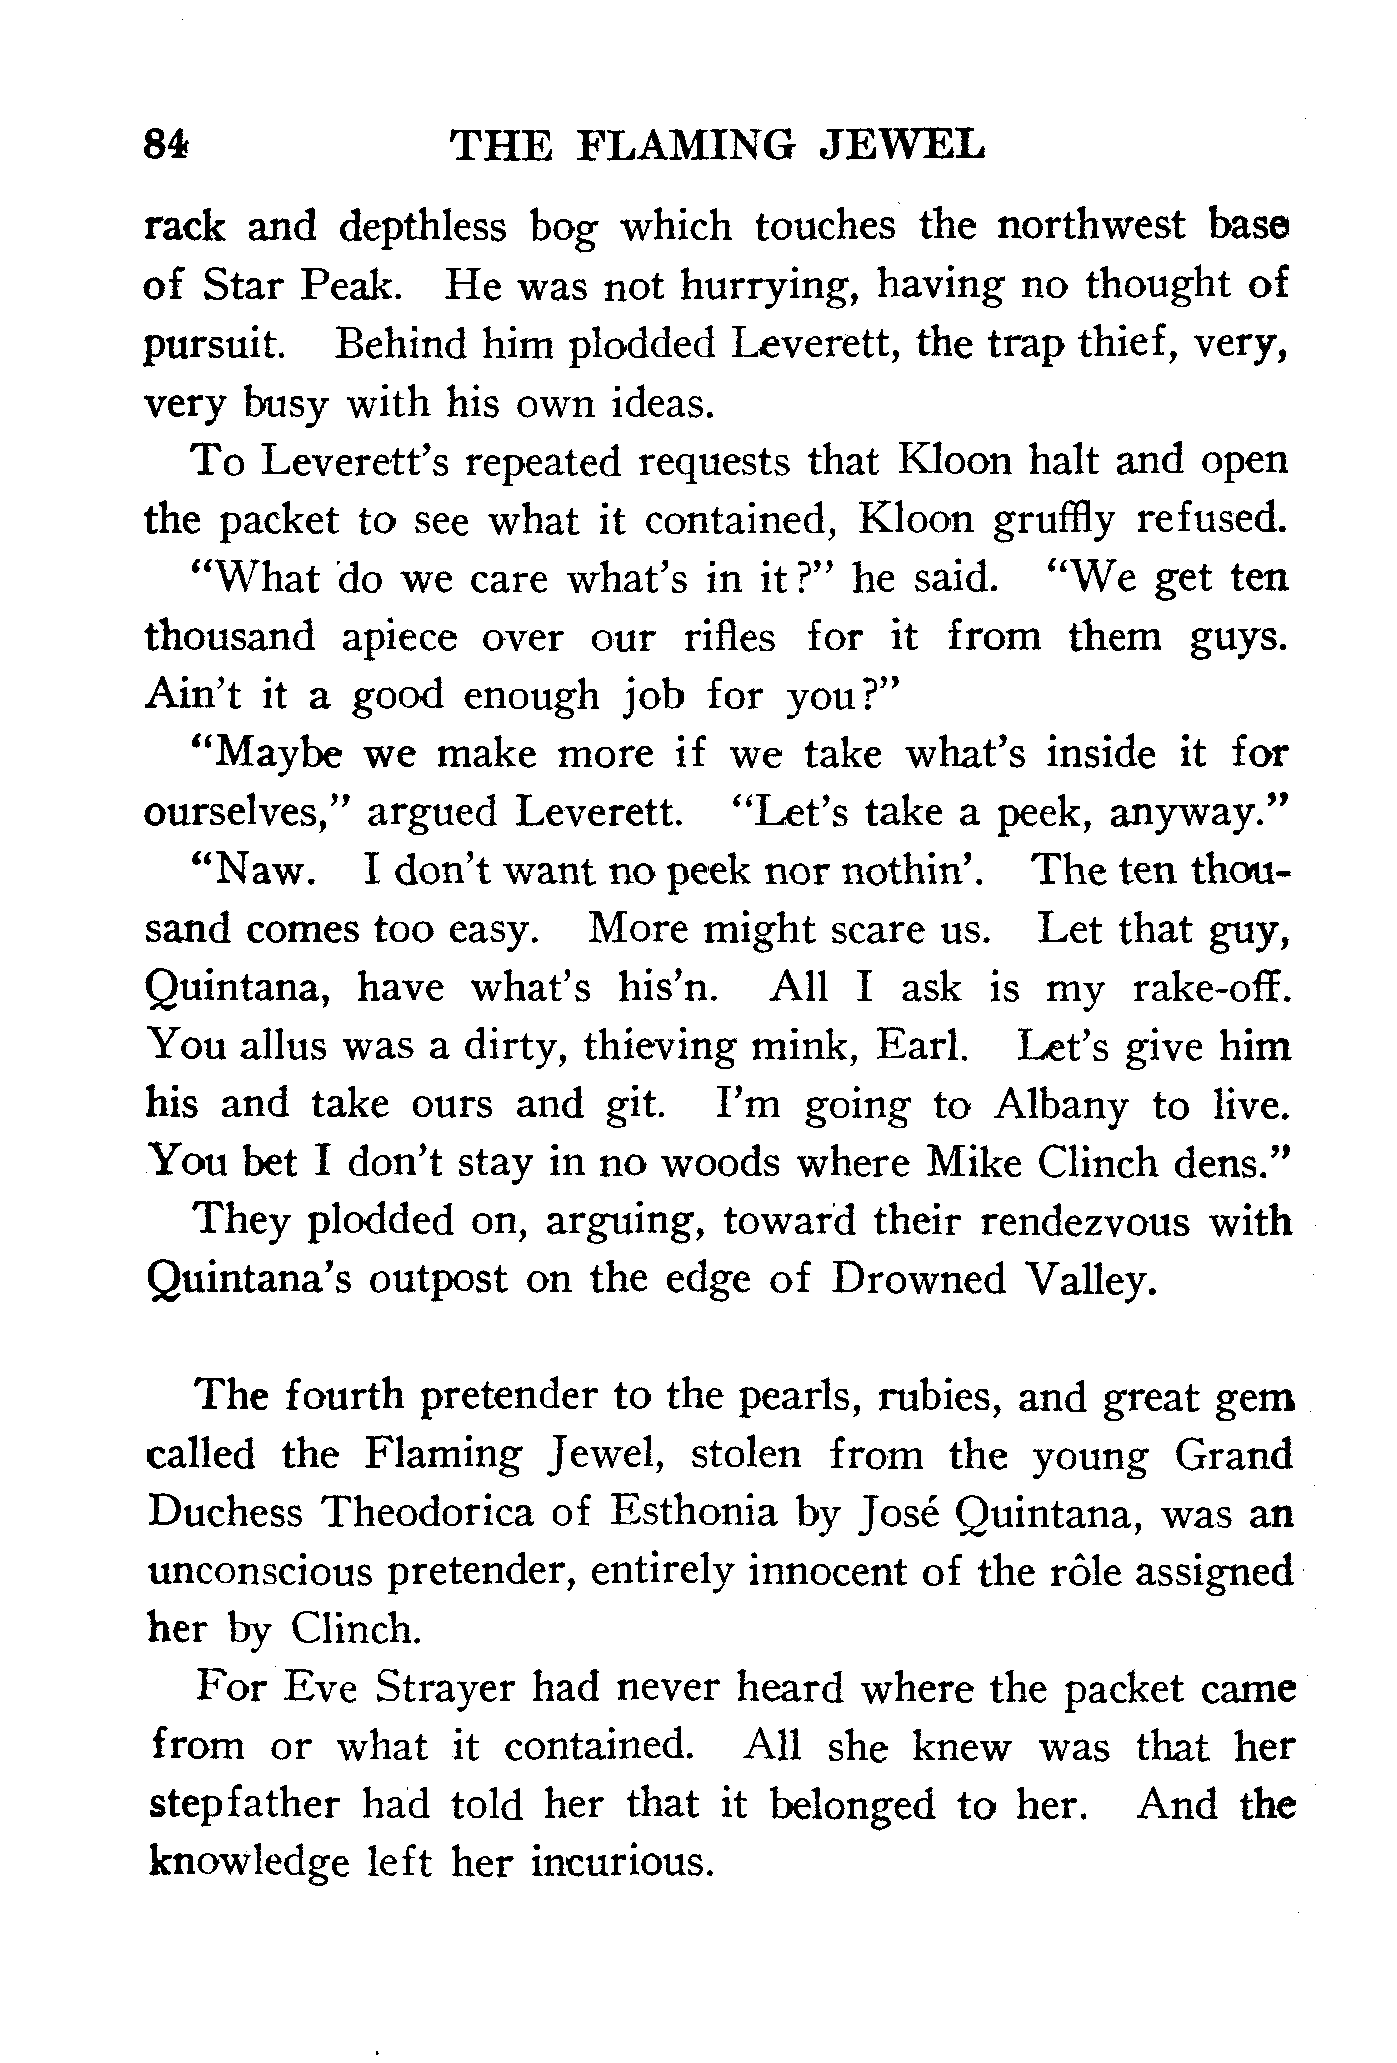 84 THE FLAMING JEWEL
rack and depthless bog which touches the northwest base
of Star Peak. He was not hurrying, having no thought of
pursuit. Behind him plodded Leverett, the trap thief, very,
very busy with his own ideas.
To Leverett's repeated requests that Kloon halt and open
the packet to see what it contained, Kloon gruffly refused.
"What do we care what's in it?" he said. "We get ten
thousand apiece over our rifles for it from them guys.
Ain't it a good enough job for you?"
"Maybe we make more if we take what's inside it for
ourselves," argued Leverett. "Let's take a peek, anyway."
"Naw. I don't want no peek nor nothin'. The ten thou-
sand comes too easy. More might scare us. Let that guy,
Quintana, have what's his'n. All I ask is my rake-off.
You allus was a dirty, thieving mink, Earl. Let's give him
his and take ours and git. I'm going to Albany to live.
You bet I don't stay in no woods where Mike Clinch dens."
They plodded on, arguing, toward their rendezvous with
Quintana's outpost on the edge of Drowned Valley.
The fourth pretender to the pearls, rubies, and great gem
called the Flaming Jewel, stolen from the young Grand
Duchess Theodorica of Esthonia by José Quintana, was an
unconscious pretender, entirely innocent of the rôle assigned
her by Clinch.
For Eve Strayer had never heard where the packet came
from or what it contained. All she knew was that her
stepfather had told her that it belonged to her. And the
knowledge left her incurious.